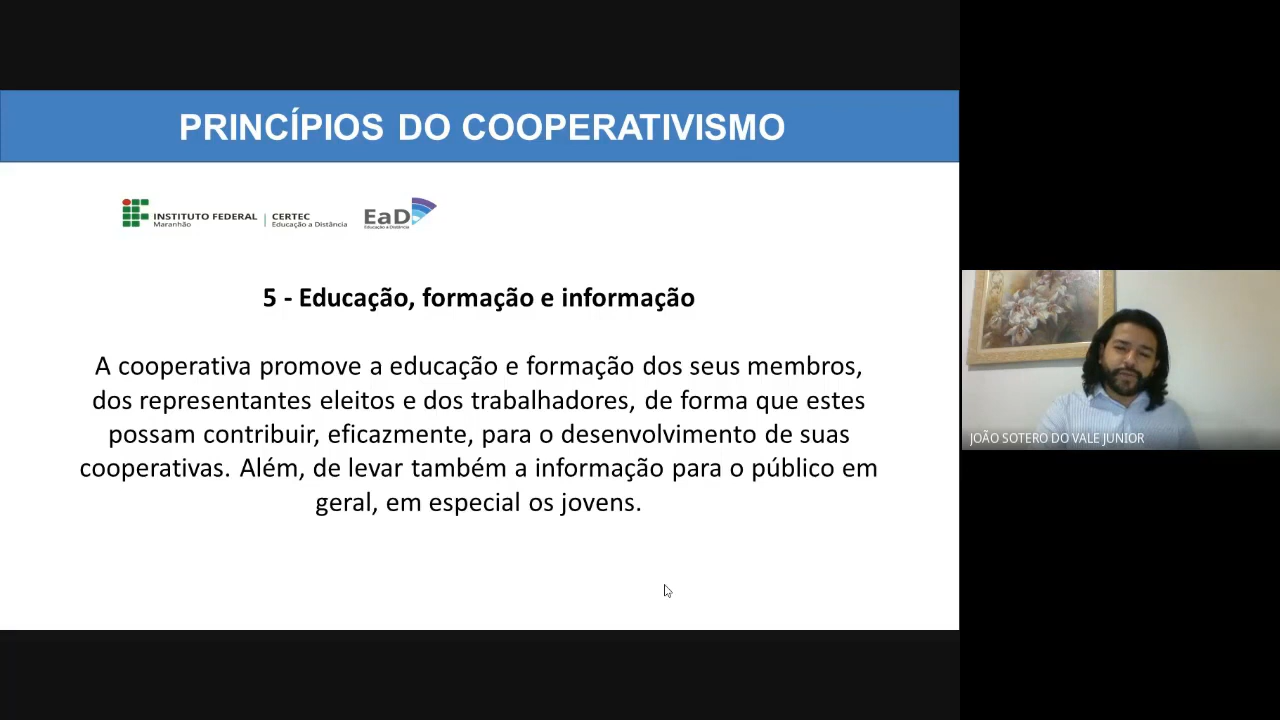 PRINCÍPIOS DO COOPERATIVISMO
INSTITUTO FEDERAL
Maranhão
CERTEC
Educação a Distância
EaD
Educação a Distância
5 - Educação, formação e informação
A cooperativa promove a educação e formação dos seus membros,
dos representantes eleitos e dos trabalhadores, de forma que estes
possam contribuir, eficazmente, para o desenvolvimento de suas
cooperativas. Além, de levar também a informação para o público em
geral, em especial os jovens.
JOÃO SOTERO DO VALE JUNIOR